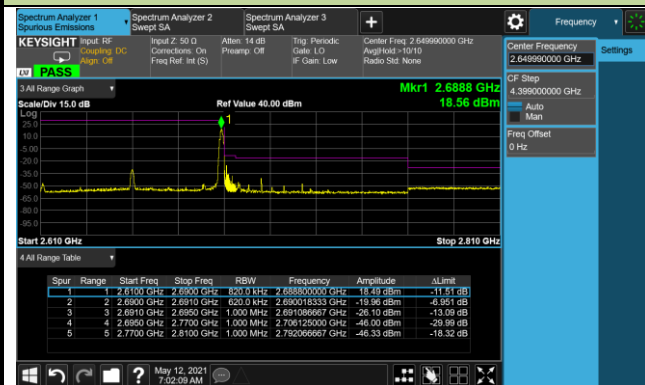 Spectrum Analyzer 1
Spurious Emissions
Spectrum Analyzer 2
Swept SA
Spectrum Analyzer 3
Swept SA
Frequency
KEYSIGHT
Input: RF
Coupling: DC
Align: Off
Input Z: 50 Ω
Corrections: On
Freq Ref: Int (S)
Atten: 14 dB
Preamp: Off
Trig: Periodic
Gate: LO
IF Gain: Low
Center Freq: 2.649990000 GHz
Avg|Hold:>10/10
Radio Std: None
LXI PASS
Center Frequency
2.649990000 GHz
Settings
CF Step
4.399000000 GHz
Auto
Man
Freq Offset
0 Hz
3 All Range Graph
Mkr1 2.6888 GHz
Scale/Div 15.0 dB
Ref Value 40.00 dBm
18.56 dBm
Log
25.0
10.0
-5.00
-20.0
-35.0
-50.0
-65.0
-80.0
-95.0
1
Start 2.610 GHz
Stop 2.810 GHz
4 All Range Table
Spur Range Start Freq Stop Freq RBW Frequency Amplitude ΔLimit
1 1 2.6100 GHz 2.6900 GHz 820.0 kHz 2.688800000 GHz 18.49 dBm -11.51 dB
2 2 2.6900 GHz 2.6910 GHz 620.0 kHz 2.690018333 GHz -19.96 dBm -6.951 dB
3 3 2.6910 GHz 2.6950 GHz 1.000 MHz 2.691086667 GHz -26.10 dBm -13.09 dB
4 4 2.6950 GHz 2.7700 GHz 1.000 MHz 2.706125000 GHz -46.00 dBm -29.99 dB
5 5 2.7700 GHz 2.8100 GHz 1.000 MHz 2.792066667 GHz -46.33 dBm -18.32 dB
May 12, 2021
7:02:09 AM